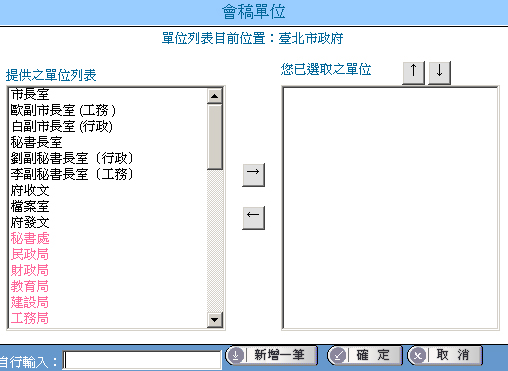 會稿單位
單位列表目前位置：臺北市政府
提供之單位列表
您已選取之單位
↑ ↓
市長室
歐副市長室 (工務 )
白副市長室 (行政)
秘書長室
劉副秘書長室〔行政〕
李副秘書長室〔工務〕
府收文
檔案室
府發文
秘書處
民政局
財政局
教育局
建設局
工務局
→
←
自行輸入：
新增一筆
確 定
取 消